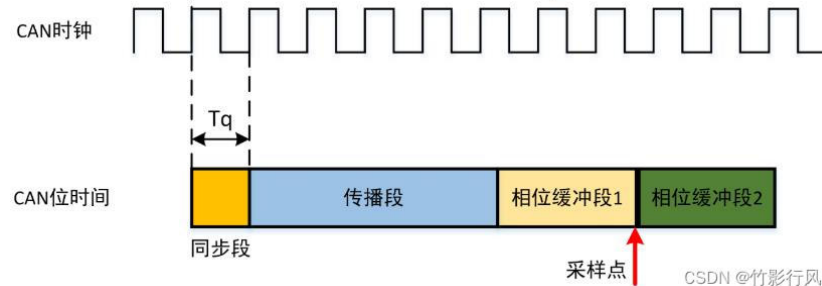 CAN时钟
Tq
CAN位时间
传播段
相位缓冲段1
相位缓冲段2
同步段
采样点
CSDN @竹影行风